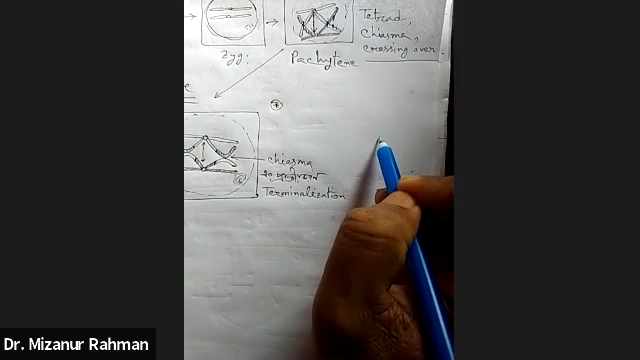 Tetrad,
Chiasma,
crossing over
Zyg:
Pachytene
chiasma
Terminalization
Dr. Mizanur Rahman